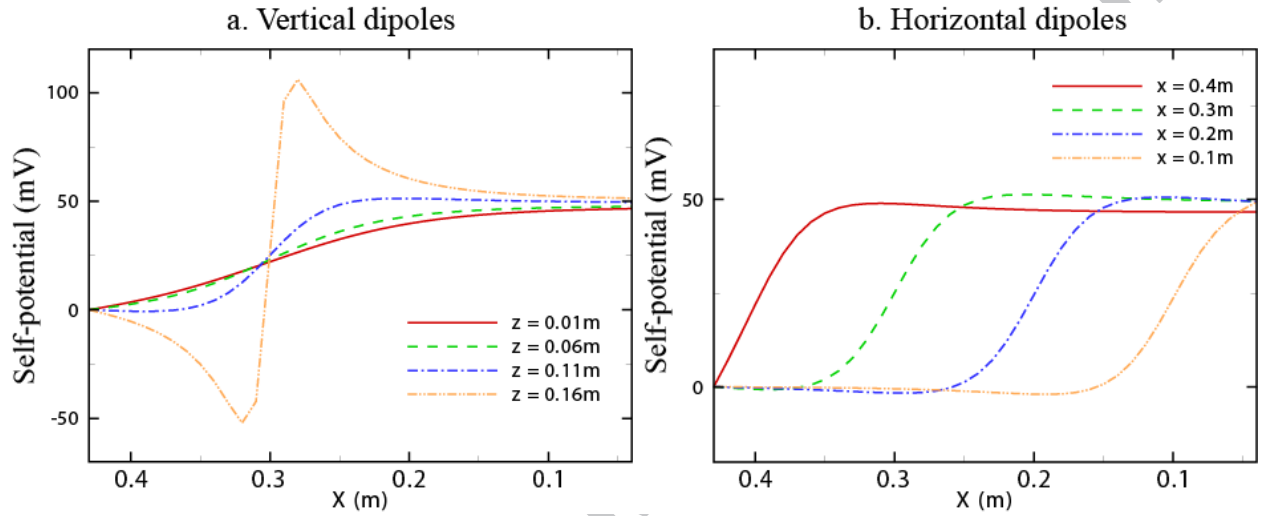 a. Vertical dipoles
Self-potential (mV)
100
50
0
-50
z = 0.01m
z = 0.06m
z = 0.11m
z = 0.16m
0.4
0.3
0.2
0.1
X (m)
b. Horizontal dipoles
Self-potential (mV)
50
0
x = 0.4m
x = 0.3m
x = 0.2m
x = 0.1m
0.4
0.3
0.2
0.1
X (m)